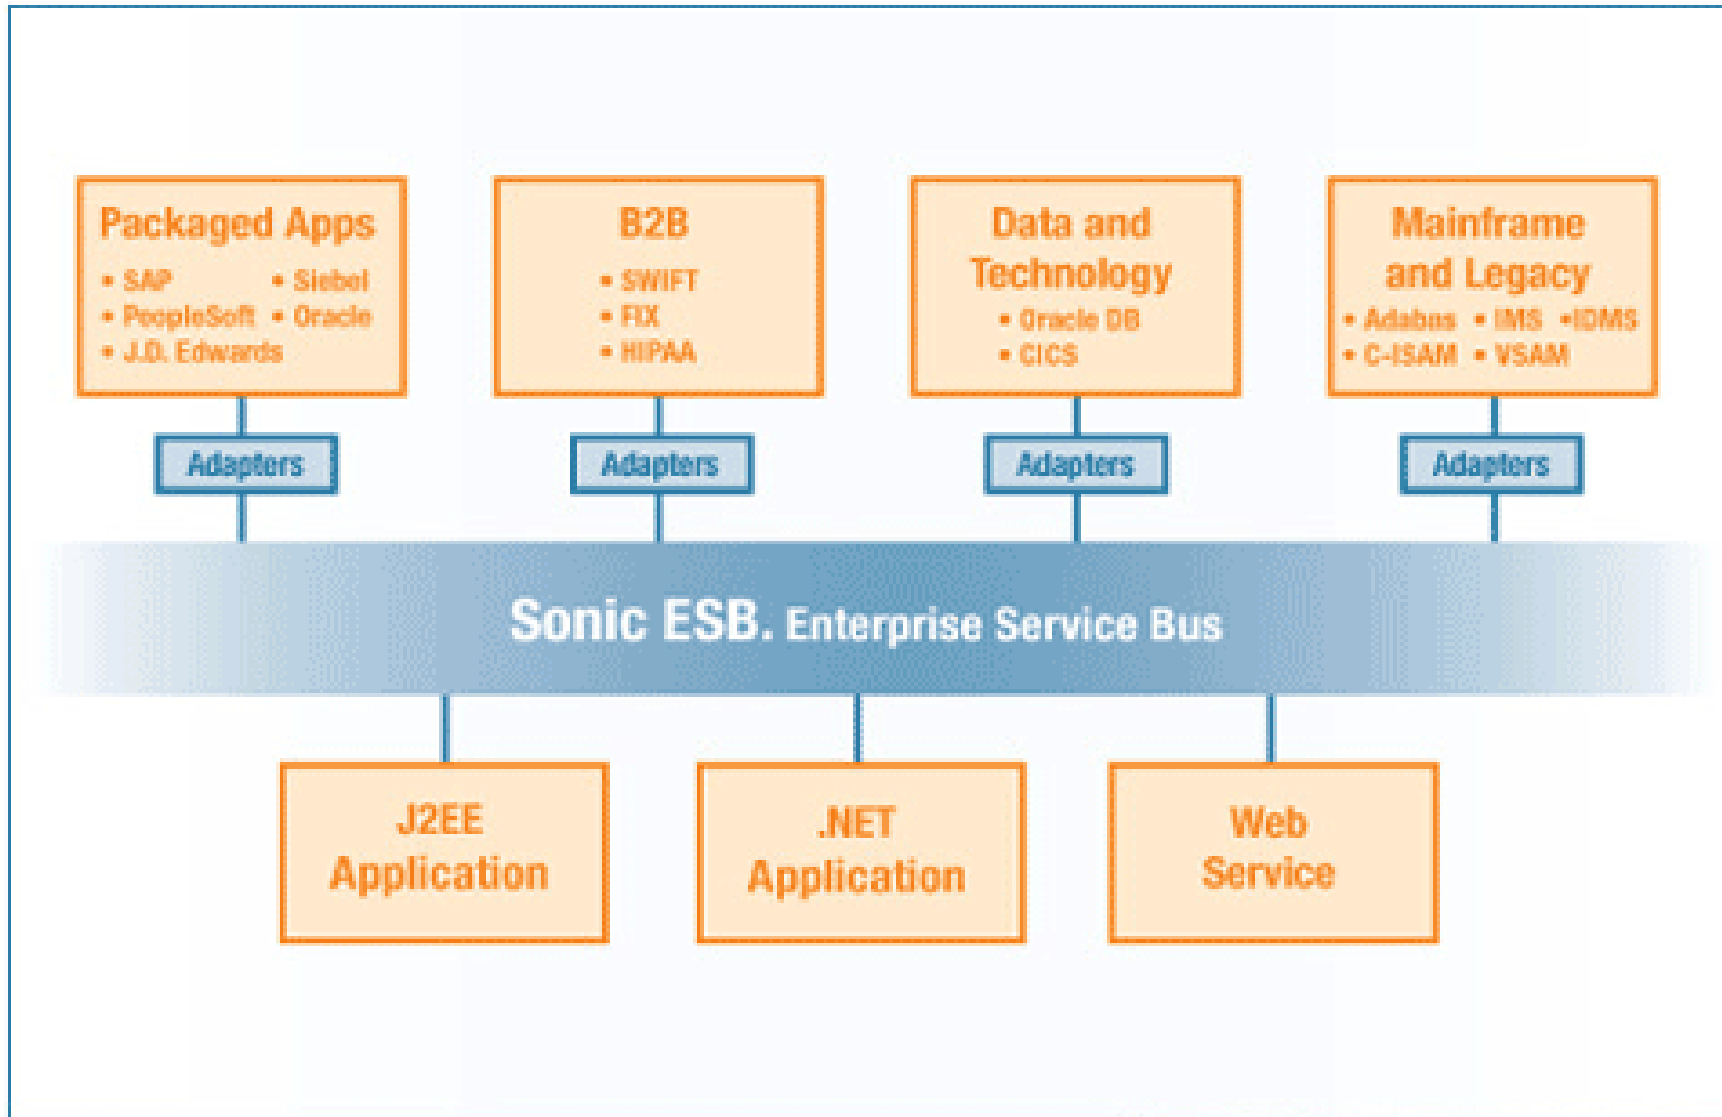 Packaged Apps
• SAP • Siebel
• PeopleSoft • Oracle
• J.D. Edwards
B2B
• SWIFT
• FIX
• HIPAA
Data and
Technology
• Oracle DB
• CICS
Mainframe
and Legacy
• Adabas • IMS •IDMS
• C-ISAM • VSAM
Adapters
Adapters
Adapters
Adapters
Sonic ESB. Enterprise Service Bus
J2EE
Application
.NET
Application
Web
Service